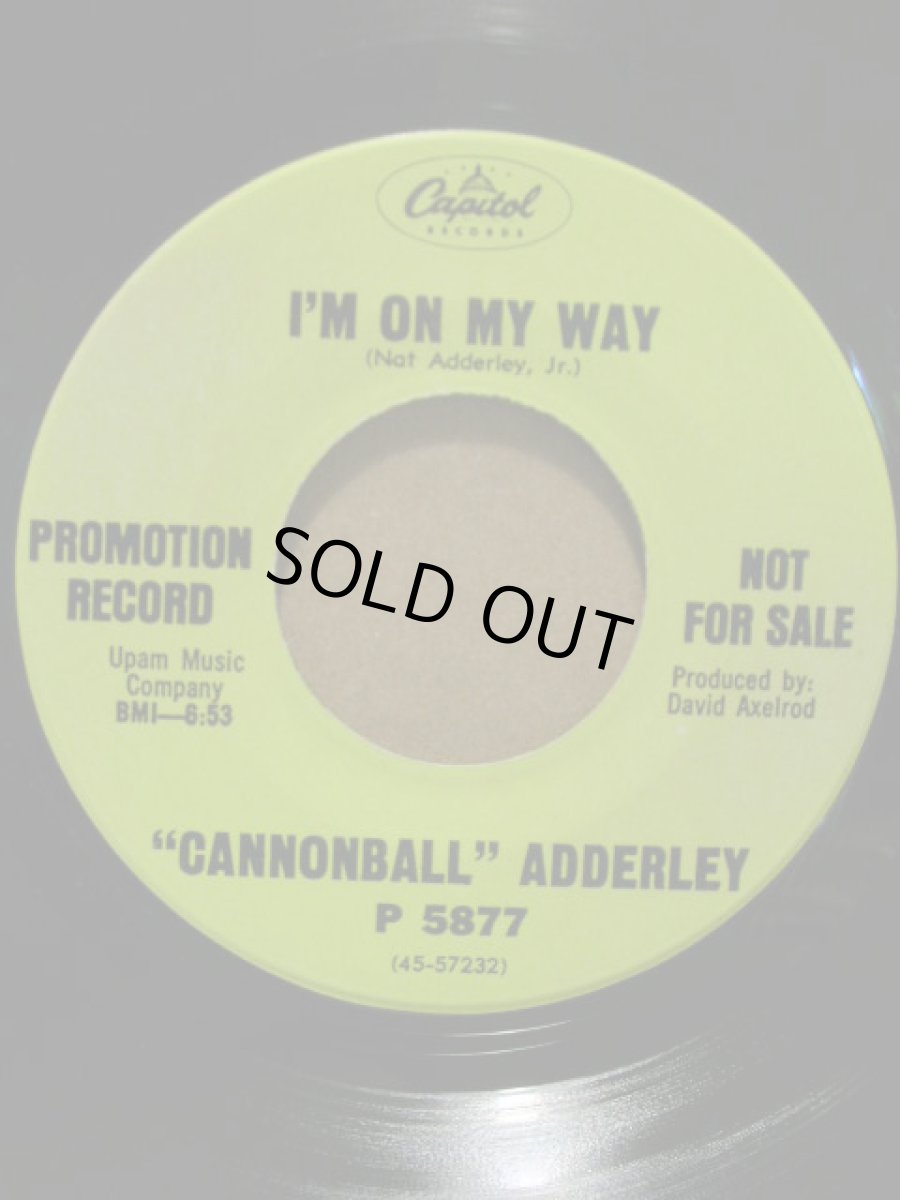 Capitol
RECORDS
I'M ON MY WAY
(Nat Adderley, Jr.)
PROMOTION
RECORD
Upam Music
Company
BMI—6:53
SOLD OUT
NOT
FOR SALE
Produced by:
David Axelrod
"CANNONBALL" ADDERLEY
P 5877
(45-57232)